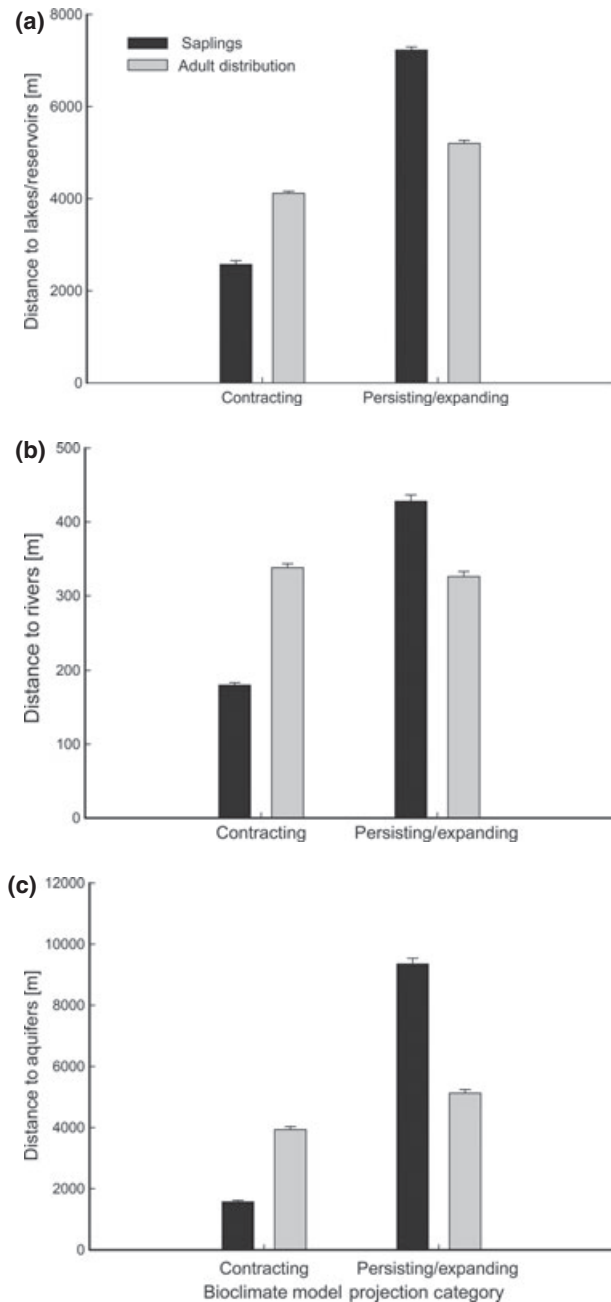 (a)
8000
6000
4000
2000
0
Distance to lakes/reservoirs [m]
Saplings
Adult distribution
Contracting Persisting/expanding
(b)
500
400
300
200
100
0
Distance to rivers [m]
Contracting Persisting/expanding
(c)
12000
10000
8000
6000
4000
2000
0
Distance to aquifers [m]
Contracting Persisting/expanding
Bioclimate model projection category